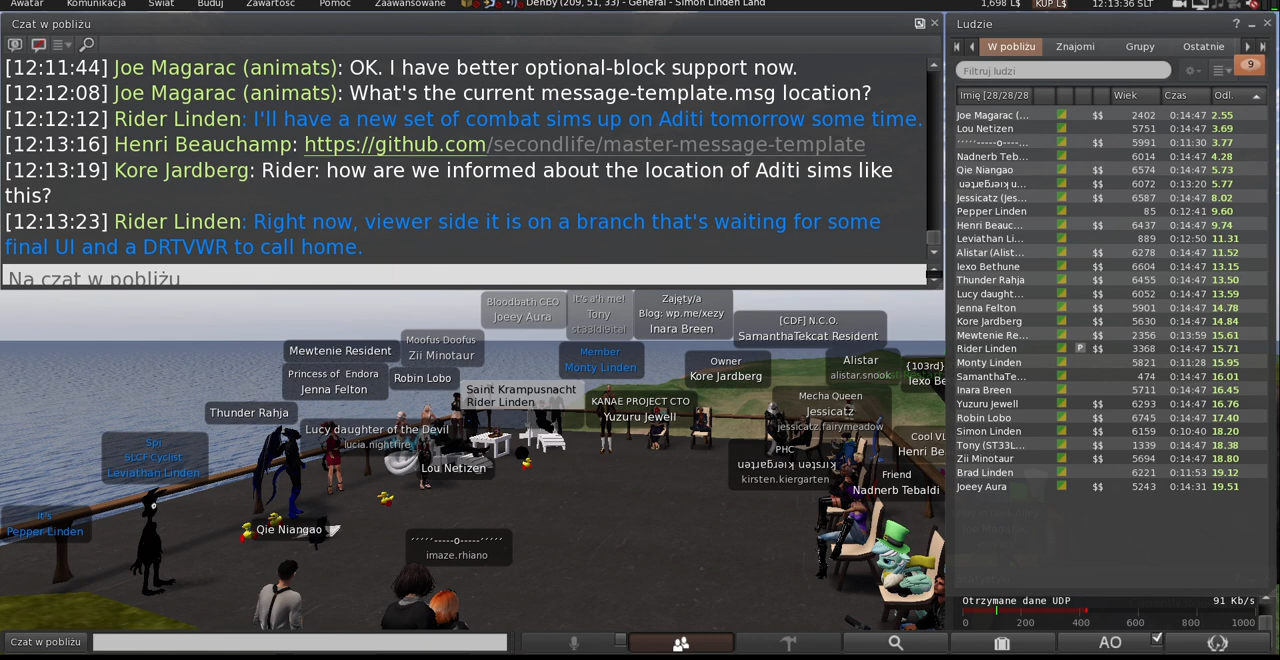 Awatar Komunikacja Świat Buduj Zawartość Pomoc Zaawansowane Denby (209, 51, 33) - General - Simon Linden Land 1,698 L$ KUP L$ 12:13:36 SLT
Czat w pobliżu
[12:11:44] Joe Magarac (animats): OK. I have better optional-block support now.
[12:12:08] Joe Magarac (animats): What's the current message-template.msg location?
[12:12:12] Rider Linden: I'll have a new set of combat sims up on Aditi tomorrow some time.
[12:13:16] Henri Beauchamp: https://github.com/secondlife/master-message-template
[12:13:19] Kore Jardberg: Rider: how are we informed about the location of Aditi sims like
this?
[12:13:23] Rider Linden: Right now, viewer side it is on a branch that's waiting for some
final UI and a DRTVWR to call home.
Na czat w pobliżu
Bloodbath CEO
Joeey Aura
It's a'h me!
Tony
st33ldi9ital
Zajęty/a
Blog: wp.me/xezy
Inara Breen
[CDF] N.C.O.
SamanthaTekcat Resident
Mewtenie Resident
Moofus Doofus
Zii Minotaur
Member
Monty Linden
Owner
Kore Jardberg
Alistar
alistar.snook
{103rd}
Iexo Be
Princess of Endora
Jenna Felton
Robin Lobo
Saint Krampusnacht
Rider Linden
KANAE PROJECT CTO
Yuzuru Jewell
Mecha Queen
Jessicatz
jessicatz.fairymeadow
Thunder Rahja
Lucy daughter of the Devil
lucia.nightfire
Lou Netizen
Spi
SLCF Cyclist
Leviathan Linden
PHC
kirsten.kiergarten
Cool VL
Henri Be
Friend
Nadnerb Tebaldi
It's
Pepper Linden
Qie Niangao
ˊˊˊˊˊ-----o-----ˊˊˊˊˊ
imaze.rhiano
Czat w pobliżu
AO
Ludzie
? _ ×
W pobliżu Znajomi Grupy Ostatnie
Filtruj ludzi
9
Imię [28/28/28 Wiek Czas Odl.
Joe Magarac (... $$ 2402 0:14:47 2.55
Lou Netizen 5751 0:14:47 3.69
ˊˊˊˊˊ-----o----... $$ 5991 0:11:30 3.77
Nadnerb Teb... 6014 0:14:47 4.28
Qie Niangao $$ 6574 0:14:47 5.73
$$ 6072 0:13:20 5.77
Jessicatz (Jes... $$ 6587 0:14:47 8.02
Pepper Linden 85 0:12:41 9.60
Henri Beauc... $$ 6437 0:14:47 9.74
Leviathan Li... 889 0:12:50 11.31
Alistar (Alist... $$ 6278 0:14:47 11.52
Iexo Bethune $$ 6604 0:14:47 13.15
Thunder Rahja $$ 6455 0:14:47 13.50
Lucy daught... $$ 6052 0:14:47 13.59
Jenna Felton $$ 5901 0:14:47 14.78
Kore Jardberg $$ 5630 0:14:47 14.84
Mewtenie Re... $$ 2356 0:13:59 15.61
Rider Linden P $$ 3368 0:14:47 15.71
Monty Linden 5821 0:11:28 15.95
SamanthaTe... 474 0:14:47 16.01
Inara Breen 5711 0:14:47 16.45
Yuzuru Jewell $$ 6293 0:14:47 16.76
Robin Lobo $$ 6745 0:14:47 17.40
Simon Linden $$ 6159 0:10:40 18.20
Tony (ST33L... $$ 1339 0:14:47 18.38
Zii Minotaur $$ 5694 0:14:47 18.80
Brad Linden 6221 0:11:53 19.12
Joeey Aura $$ 5243 0:14:31 19.51
Otrzymane dane UDP 91 Kb/s
0 200 400 600 800 1000